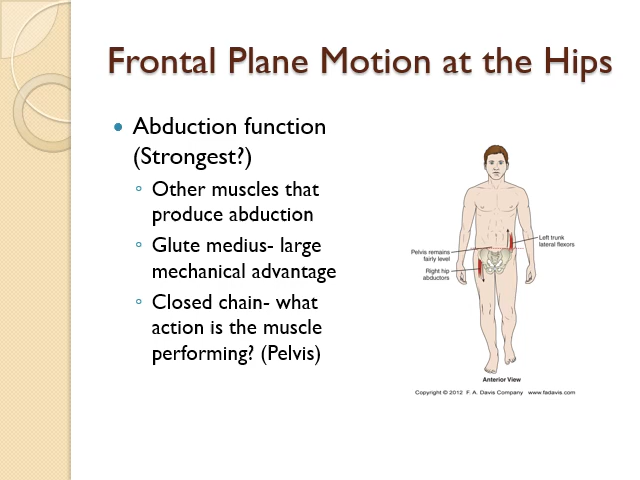 Frontal Plane Motion at the Hips
Abduction function
(Strongest?)
Other muscles that
produce abduction
Glute medius- large
mechanical advantage
Closed chain- what
action is the muscle
performing? (Pelvis)
Left trunk
lateral flexors
Pelvis remains
fairly level
Right hip
abductors
Anterior View
Copyright © 2012 F. A. Davis Company www.fadavis.com